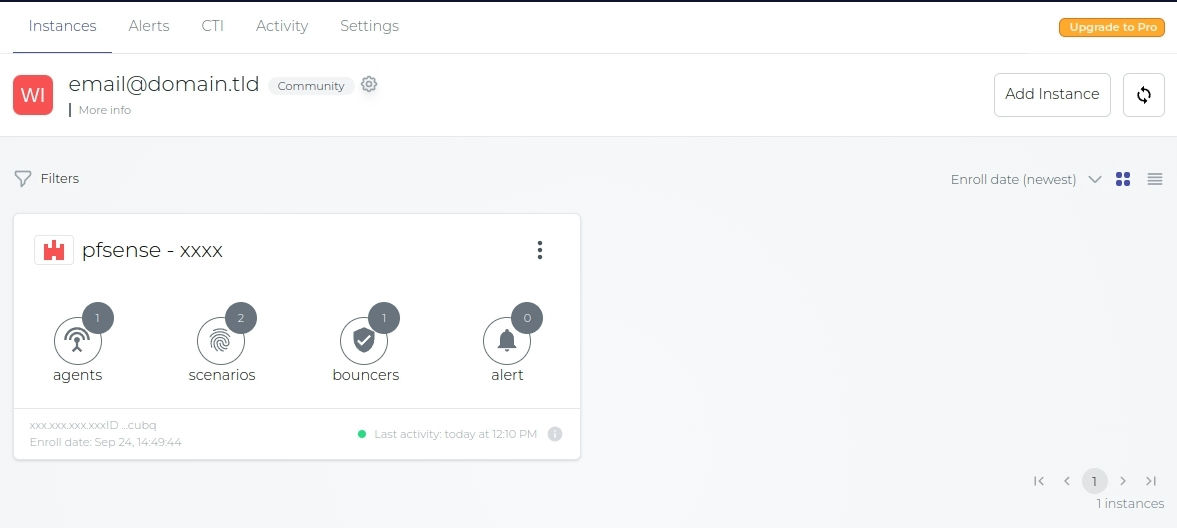 Instances Alerts CTI Activity Settings Upgrade to Pro
WI email@domain.tld Community
More info
Add Instance
Filters Enroll date (newest)
pfsense - xxxx
1 2 1 0
agents scenarios bouncers alert
xxx.xxx.xxx.xxxID ...cubq
Enroll date: Sep 24, 14:49:44 Last activity: today at 12:10 PM
1
1 instances